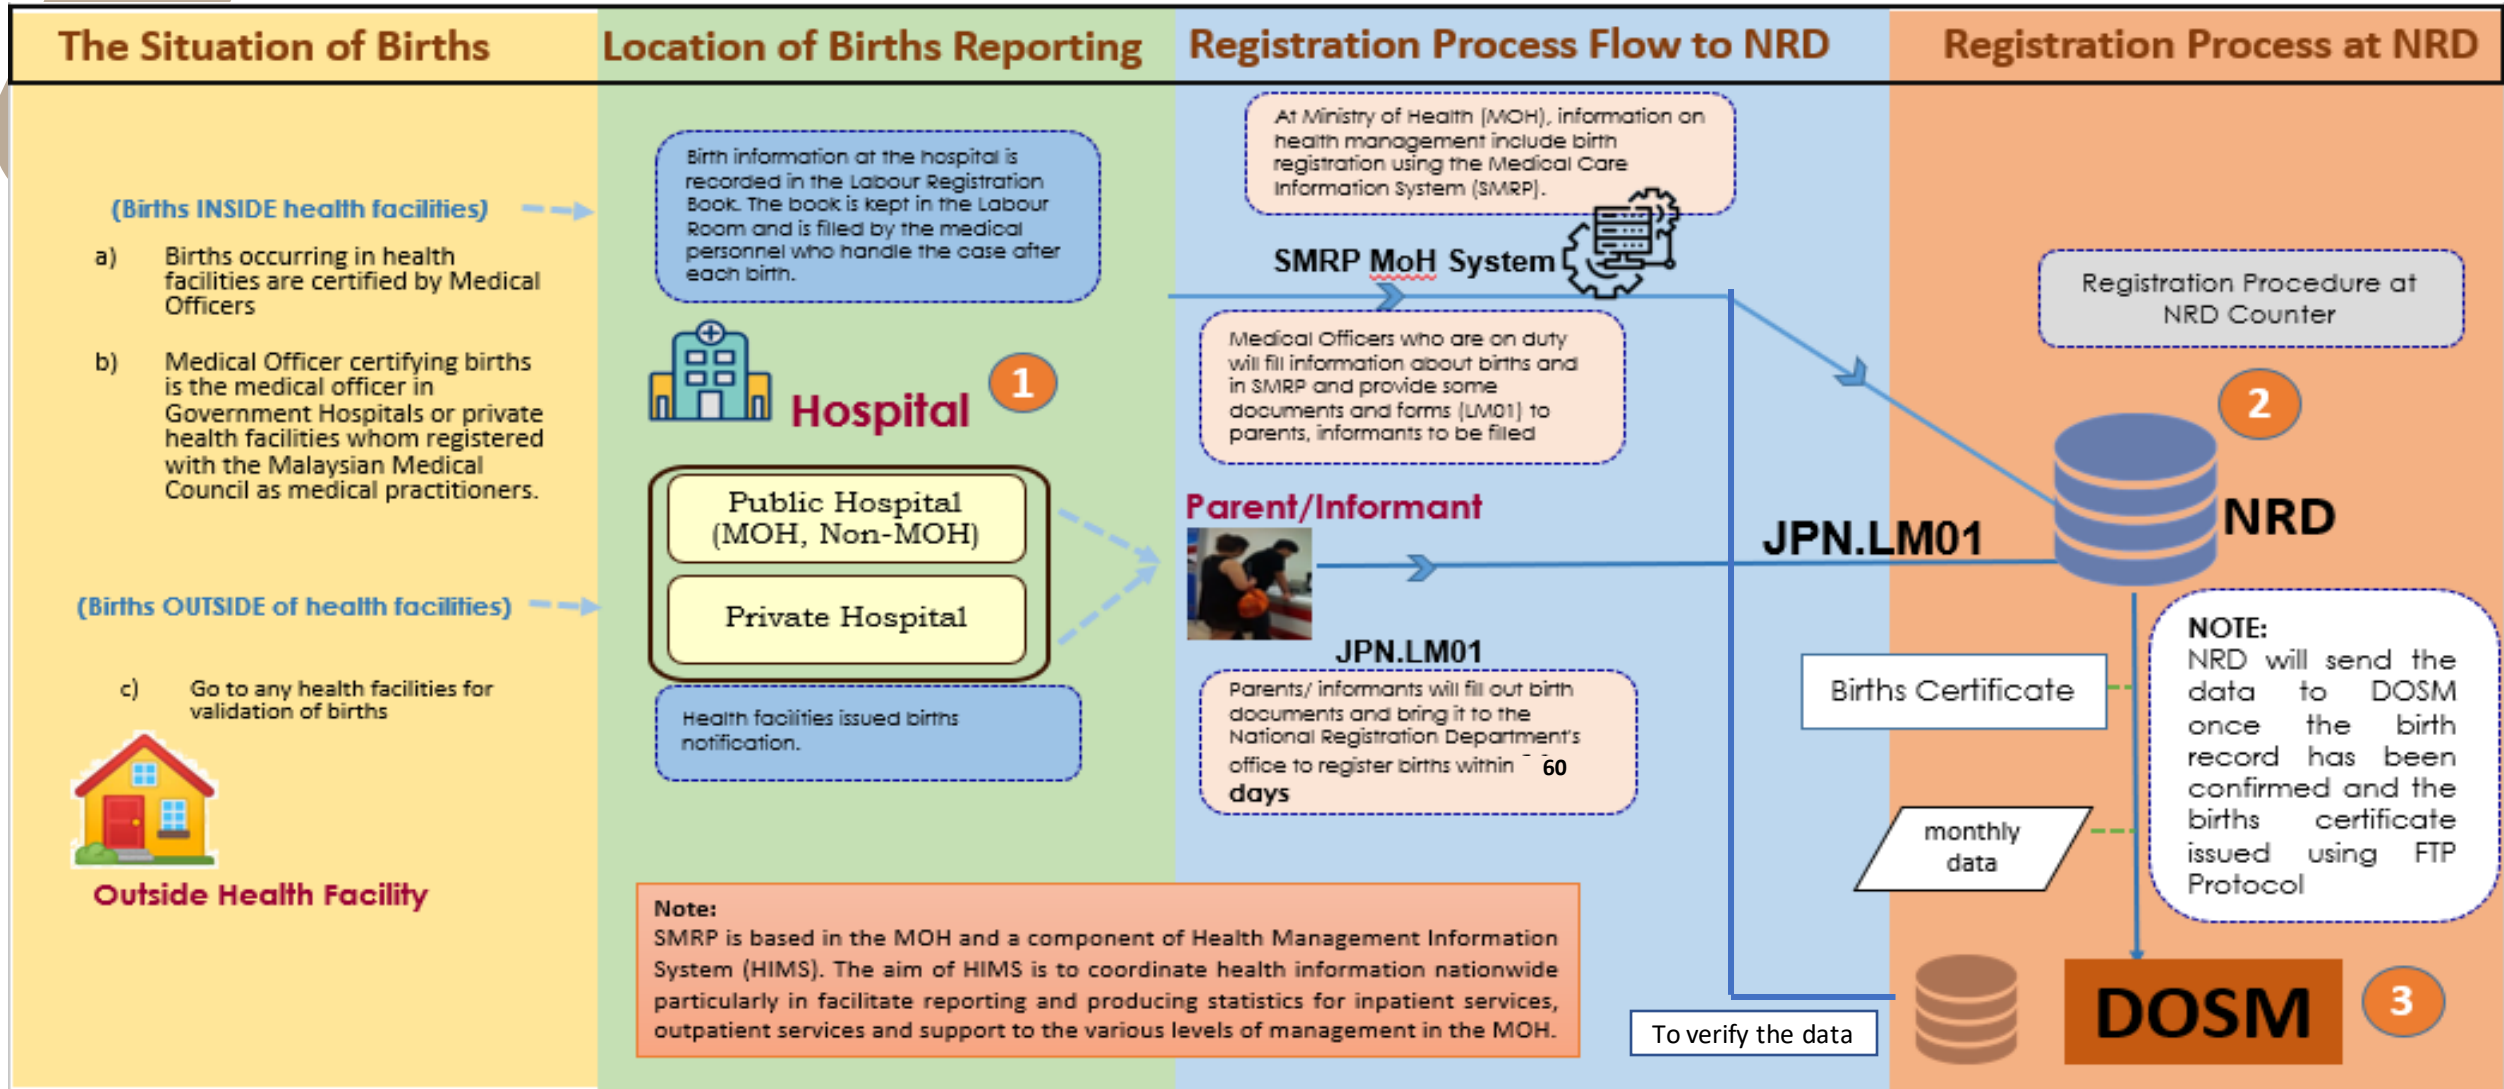 The Situation of Births
Location of Births Reporting
Registration Process Flow to NRD
Registration Process at NRD
(Births INSIDE health facilities)
a) Births occurring in health
facilities are certified by Medical
Officers
b) Medical Officer certifying births
is the medical officer in
Government Hospitals or private
health facilities whom registered
with the Malaysian Medical
Council as medical practitioners.
(Births OUTSIDE of health facilities)
c) Go to any health facilities for
validation of births
Outside Health Facility
Birth information at the hospital is
recorded in the Labour Registration
Book. The book is kept in the Labour
Room and is filled by the medical
personnel who handle the case after
each birth.
Hospital
1
Public Hospital
(MOH, Non-MOH)
Private Hospital
Health facilities issued births
notification.
At Ministry of Health (MOH), information on
health management include birth
registration using the Medical Care
Information System (SMRP).
SMRP MoH System
Medical Officers who are on duty
will fill information about births and
in SMRP and provide some
documents and forms (LM01) to
parents, informants to be filled
Parent/Informant
JPN.LM01
JPN.LM01
Parents/ informants will fill out birth
documents and bring it to the
National Registration Department's
office to register births within 60
days
Note:
SMRP is based in the MOH and a component of Health Management Information
System (HIMS). The aim of HIMS is to coordinate health information nationwide
particularly in facilitate reporting and producing statistics for inpatient services,
outpatient services and support to the various levels of management in the MOH.
To verify the data
Registration Procedure at
NRD Counter
2
NRD
Births Certificate
monthly
data
NOTE:
NRD will send the
data to DOSM
once the birth
record has been
confirmed and the
births certificate
issued using FTP
Protocol
DOSM
3